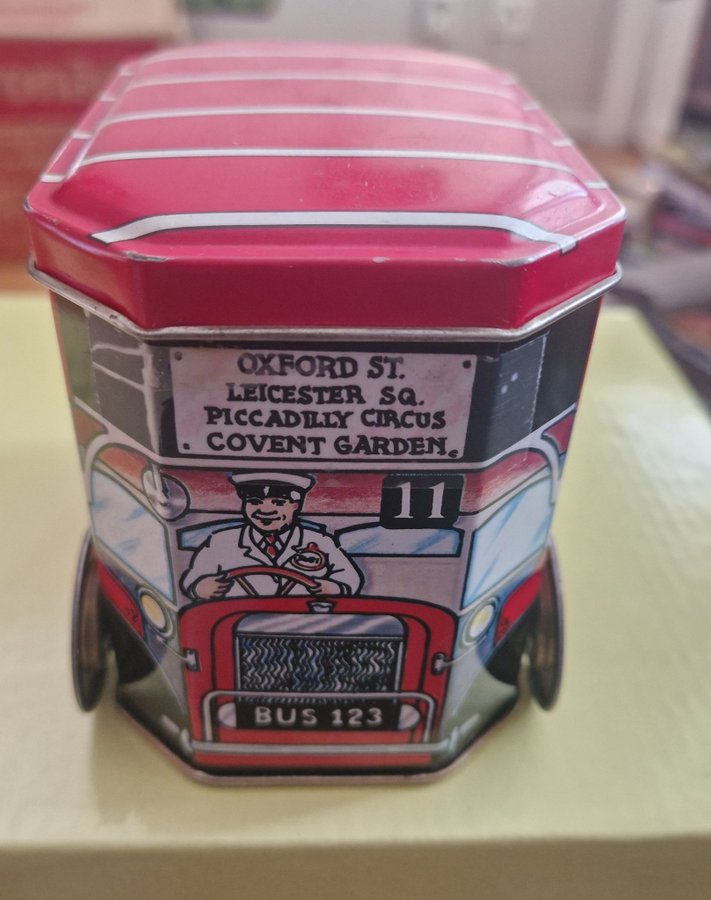 OXFORD ST.
LEICESTER SQ.
PICCADILLY CIRCUS
COVENT GARDEN.
11
BUS 123